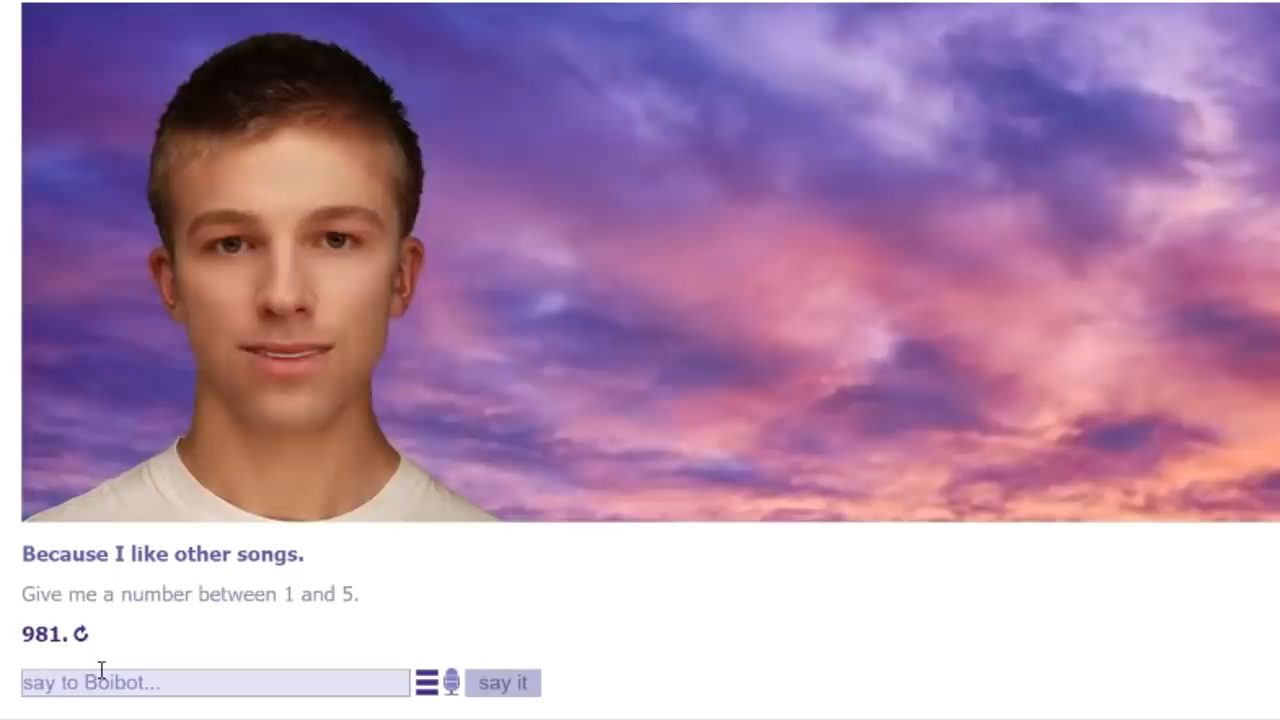 Because I like other songs.
Give me a number between 1 and 5.
981.
say to Boibot...
say it